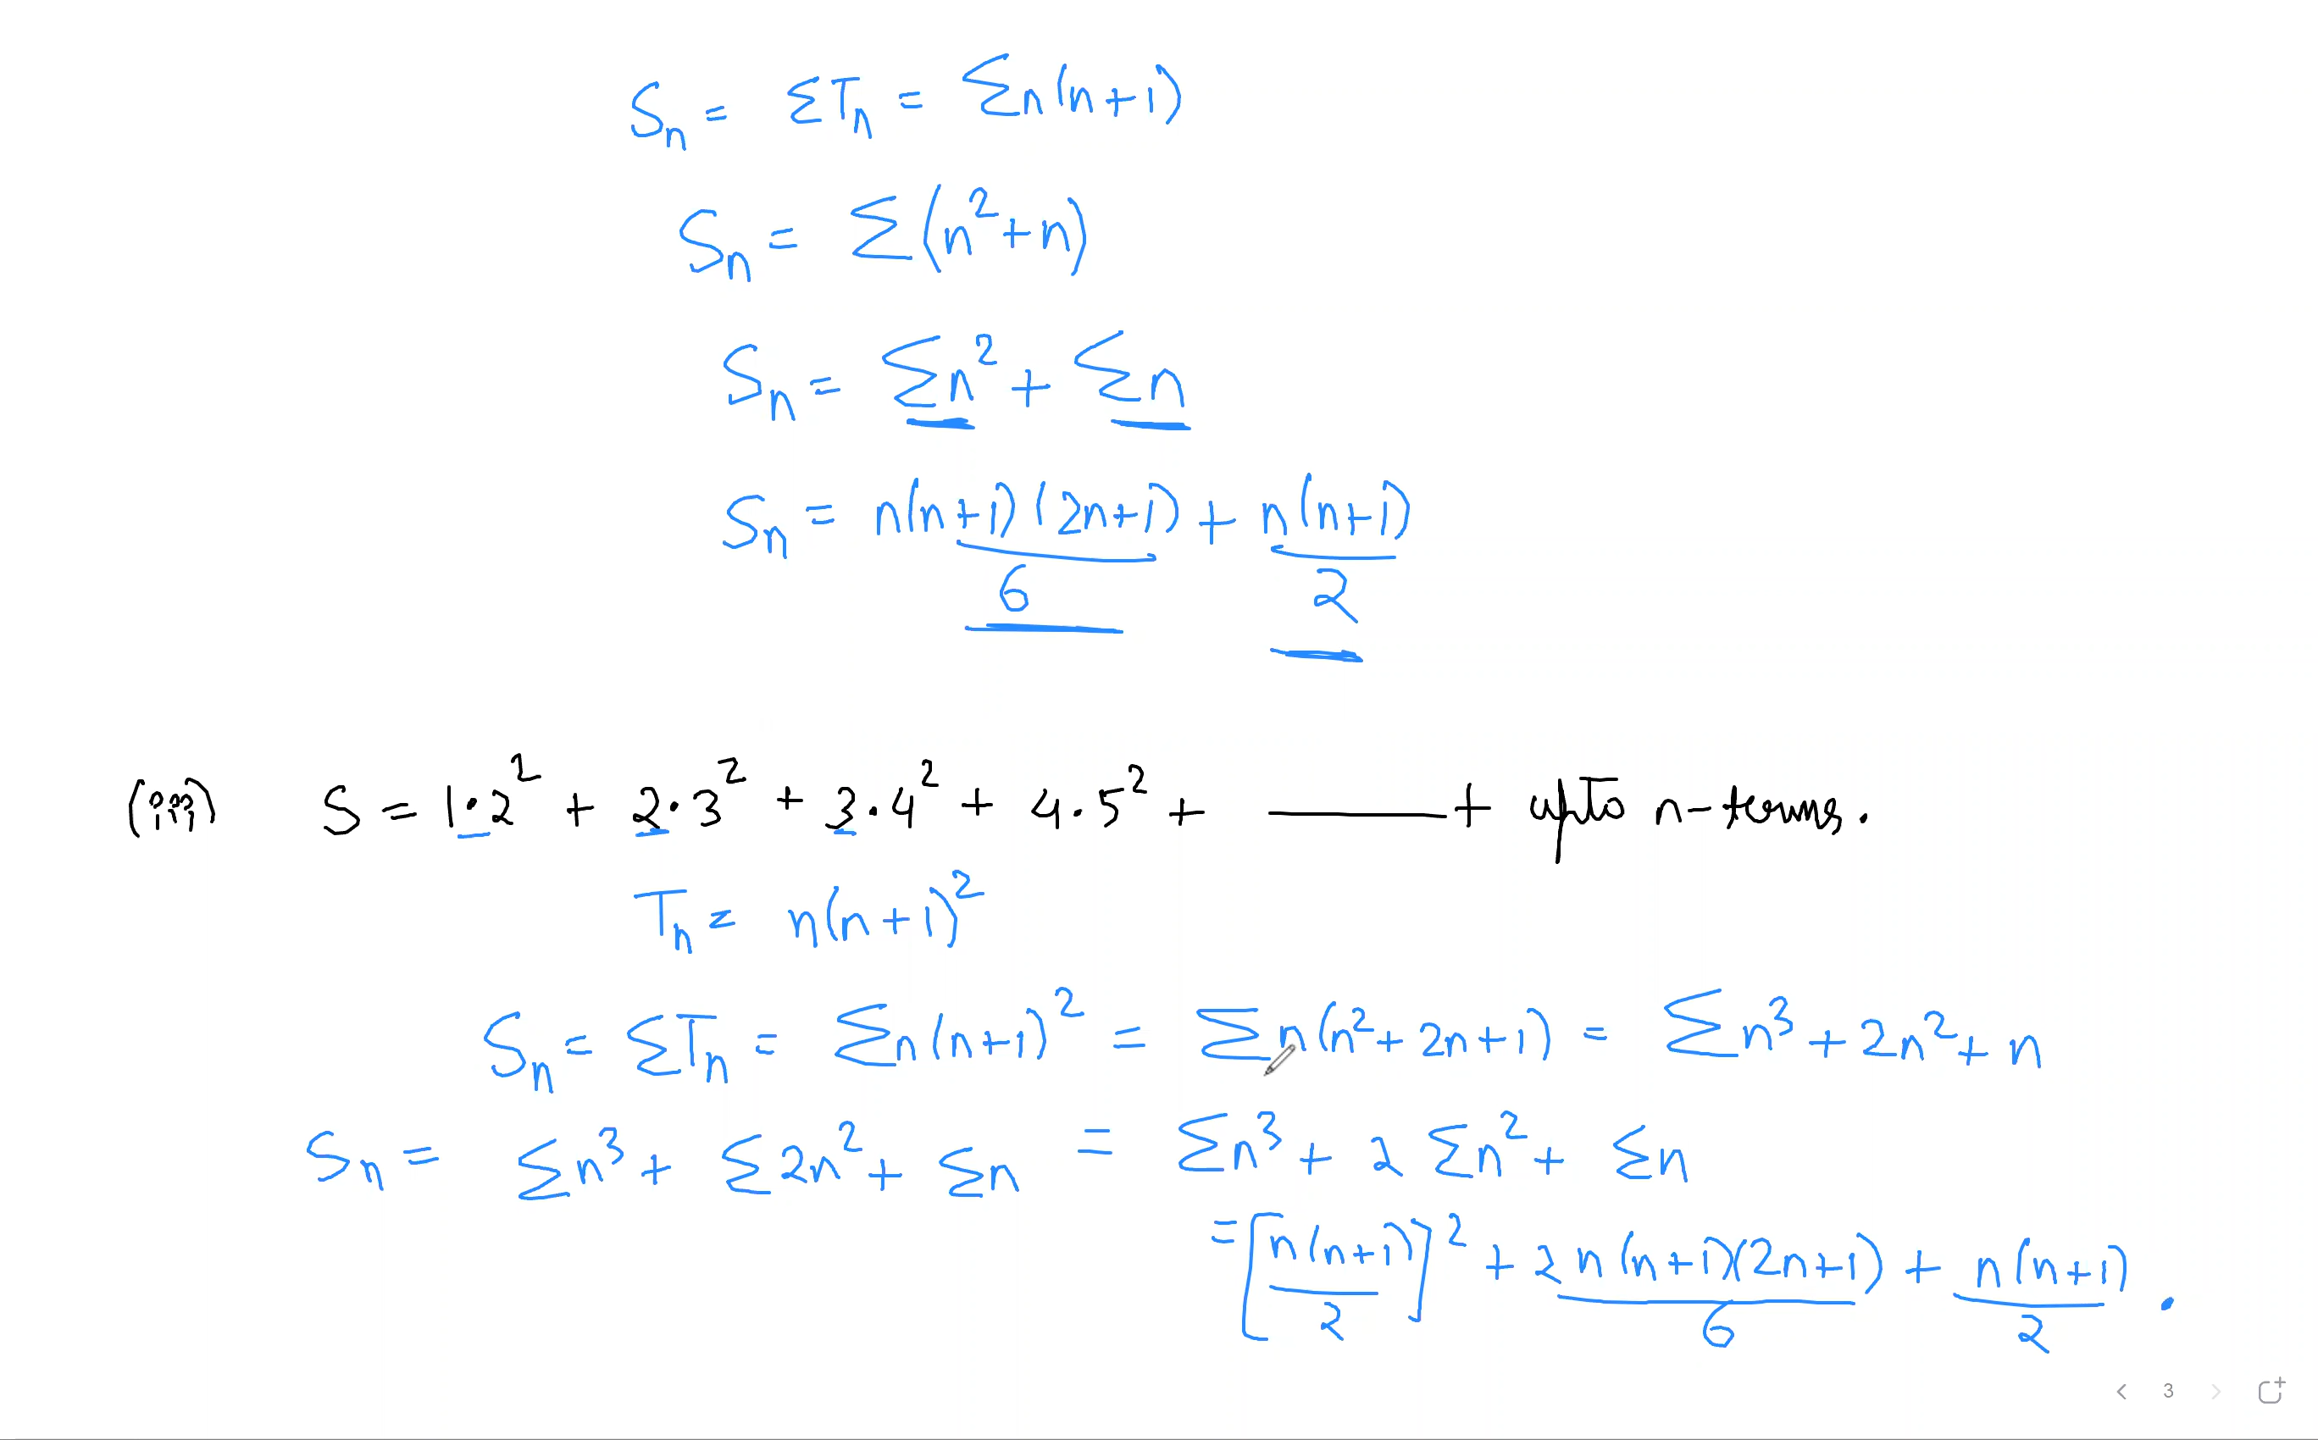 Sn = ΣTn = Σn(n+1)
Sn = Σ(n²+n)
Sn = Σn² + Σn
Sn = n(n+1)(2n+1)/6 + n(n+1)/2
(iii) S = 1·2² + 2·3² + 3·4² + 4·5² + ——— + upto n-terms.
Tn = n(n+1)²
Sn = ΣTn = Σn(n+1)² = Σn(n²+2n+1) = Σn³+2n²+n
Sn = Σn³ + Σ2n² + Σn = Σn³ + 2Σn² + Σn
= [n(n+1)/2]² + 2n(n+1)(2n+1)/6 + n(n+1)/2 .
< 3 >